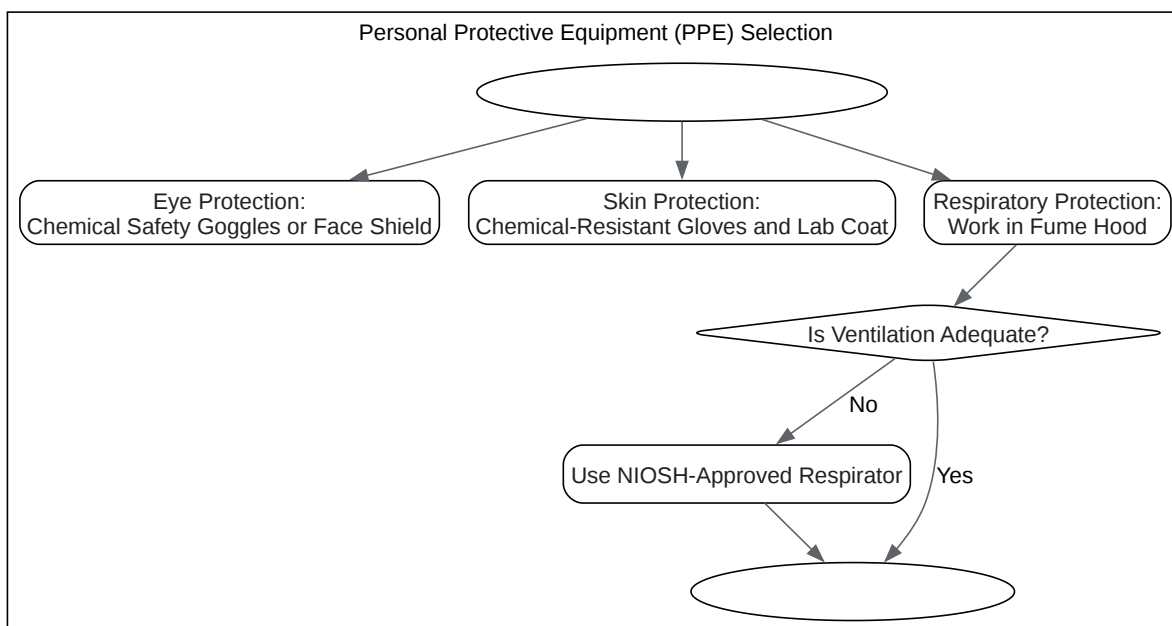 Personal Protective Equipment (PPE) Selection
Eye Protection:
Chemical Safety Goggles or Face Shield
Skin Protection:
Chemical-Resistant Gloves and Lab Coat
Respiratory Protection:
Work in Fume Hood
Is Ventilation Adequate?
No
Use NIOSH-Approved Respirator
Yes